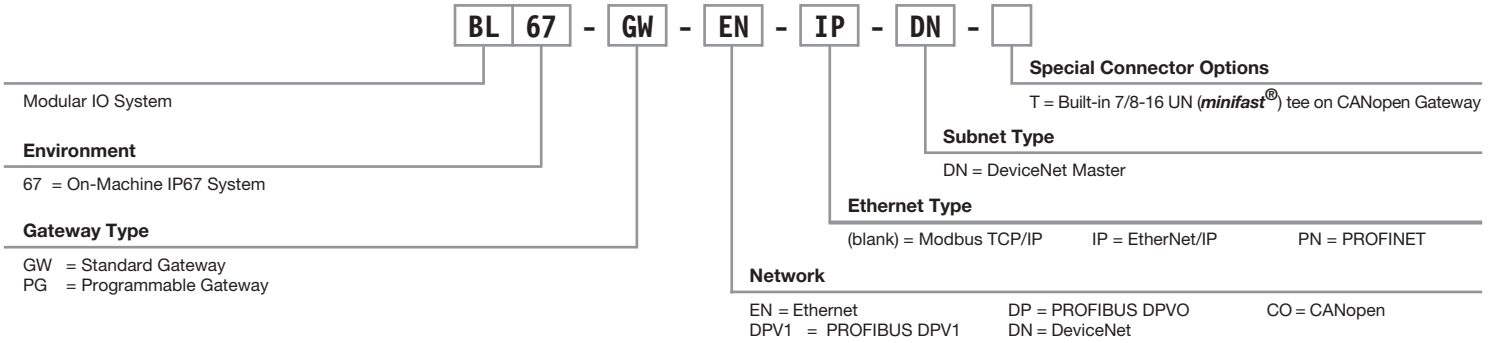 BL 67 - GW - EN - IP - DN -
Special Connector Options
Modular IO System
T = Built-in 7/8-16 UN (minifast®) tee on CANopen Gateway
Subnet Type
Environment
DN = DeviceNet Master
67 = On-Machine IP67 System
Ethernet Type
Gateway Type
(blank) = Modbus TCP/IP IP = EtherNet/IP PN = PROFINET
GW = Standard Gateway
PG = Programmable Gateway
Network
EN = Ethernet DP = PROFIBUS DPVO CO = CANopen
DPV1 = PROFIBUS DPV1 DN = DeviceNet